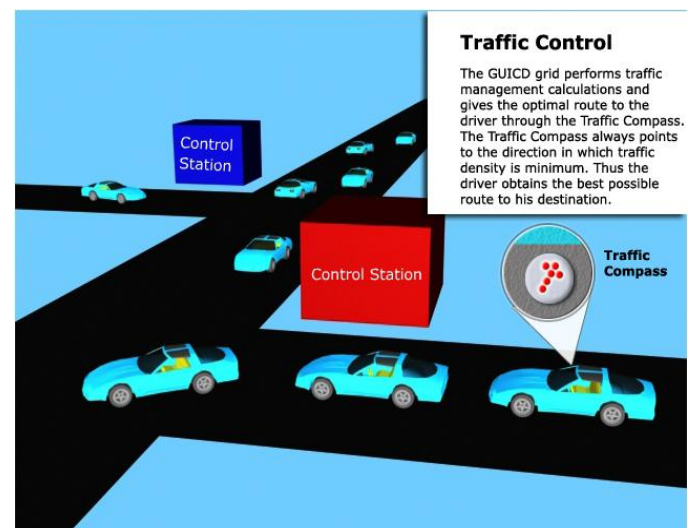 Traffic Control
The GUICD grid performs traffic
management calculations and
gives the optimal route to the
driver through the Traffic Compass.
The Traffic Compass always points
to the direction in which traffic
density is minimum. Thus the
driver obtains the best possible
route to his destination.
Control
Station
Control Station
Traffic
Compass